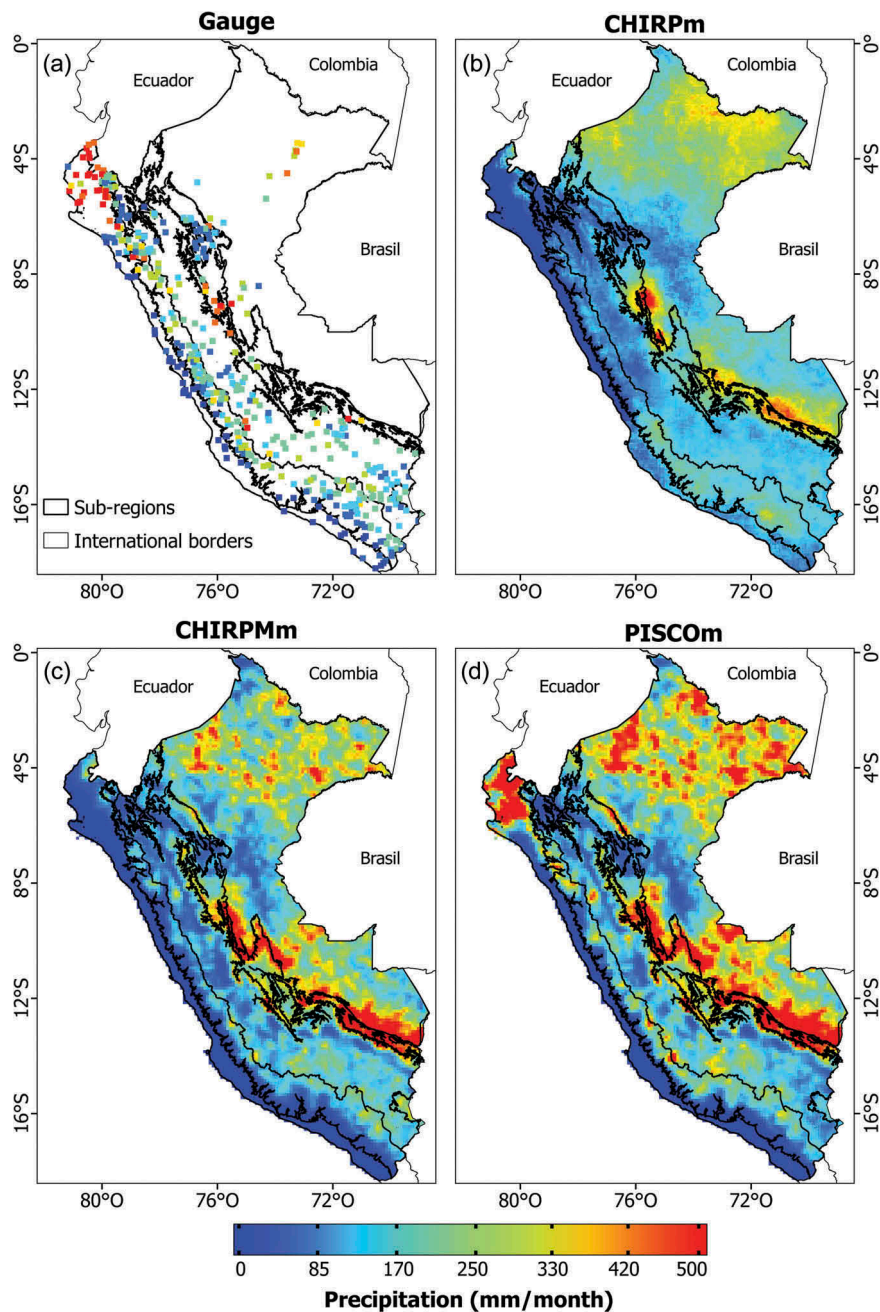 Gauge
CHIRPm
(a)
Ecuador
Colombia
Brasil
Sub-regions
International borders
0°
4°S
8°S
12°S
16°S
80°O 76°O 72°O
(b)
Ecuador
Colombia
Brasil
0°
4°S
8°S
12°S
16°S
80°O 76°O 72°O
CHIRPMm
PISCOm
(c)
Ecuador
Colombia
Brasil
0°
4°S
8°S
12°S
16°S
80°O 76°O 72°O
(d)
Ecuador
Colombia
Brasil
0°
4°S
8°S
12°S
16°S
80°O 76°O 72°O
0 85 170 250 330 420 500
Precipitation (mm/month)